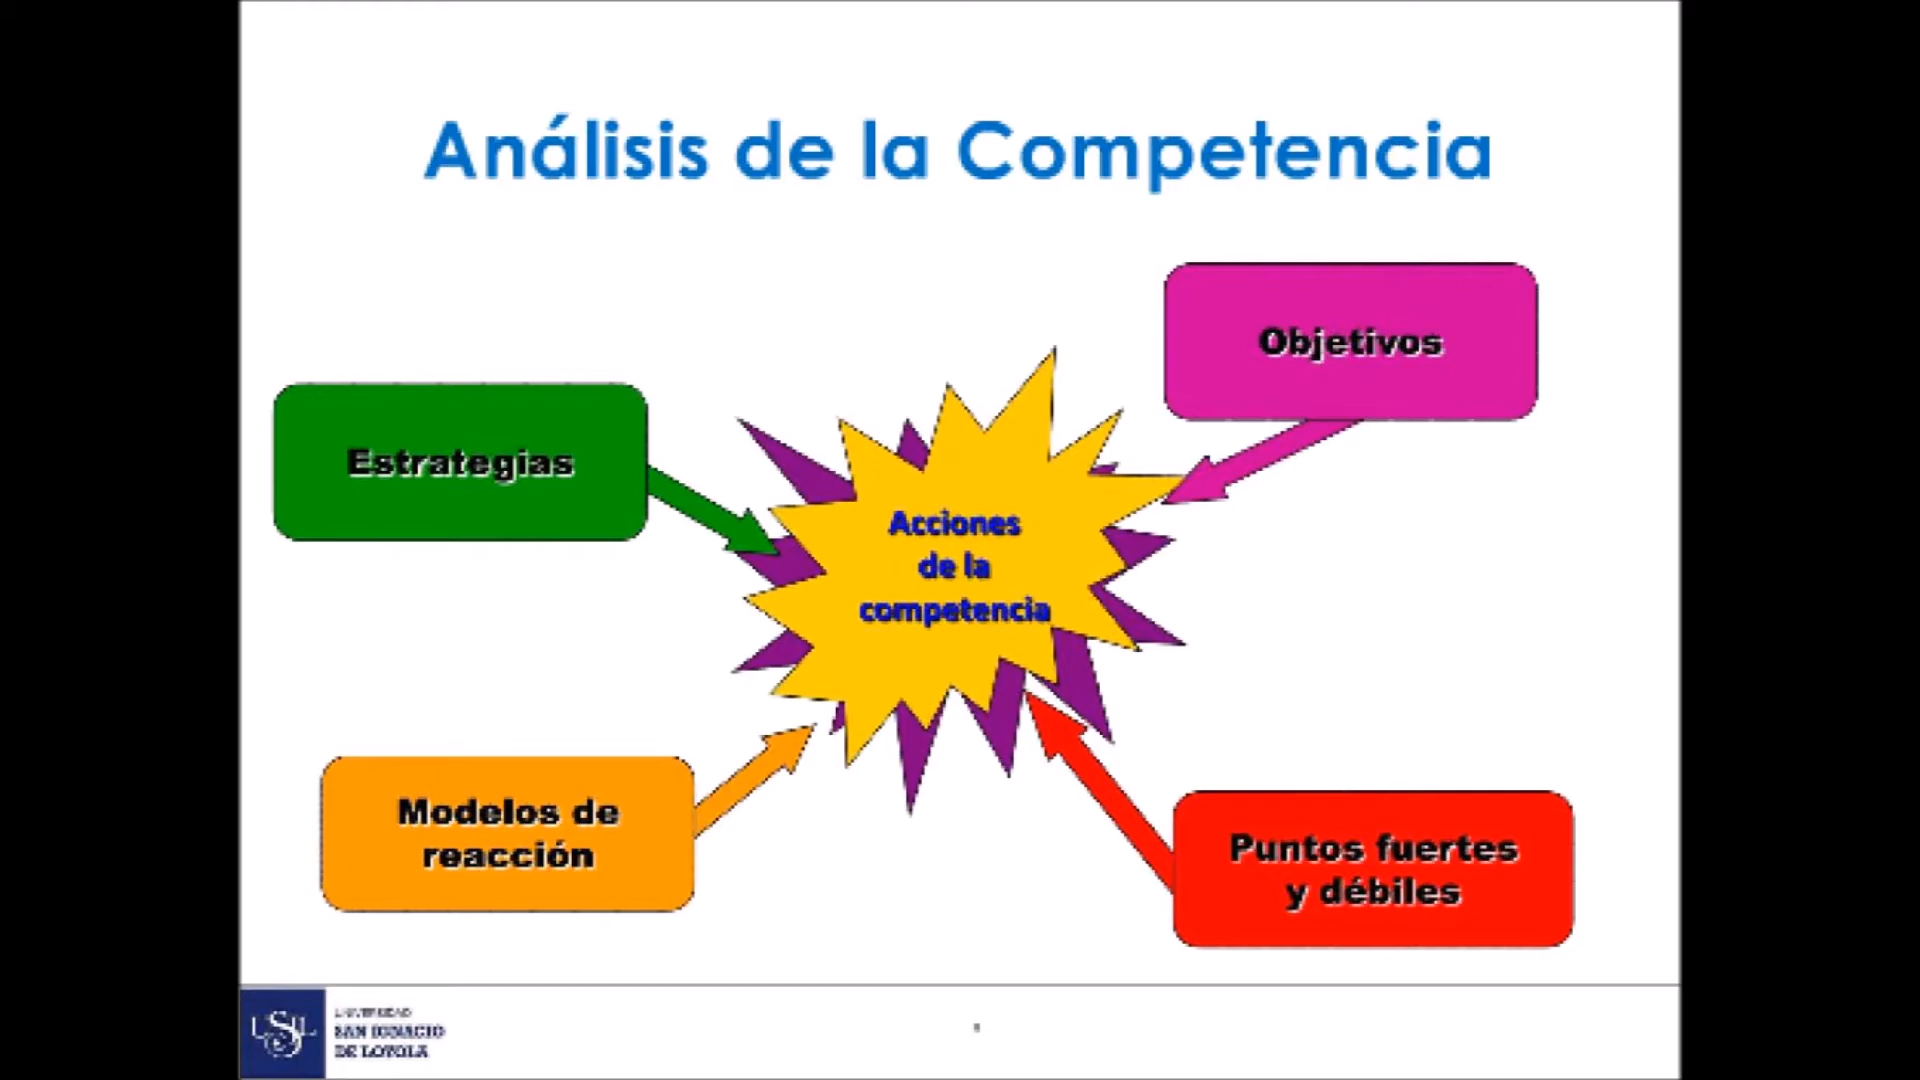 Análisis de la Competencia
Objetivos
Estrategias
Acciones
de la
competencia
Modelos de
reacción
Puntos fuertes
y débiles
USIL
UNIVERSIDAD
SAN IGNACIO
DE LOYOLA